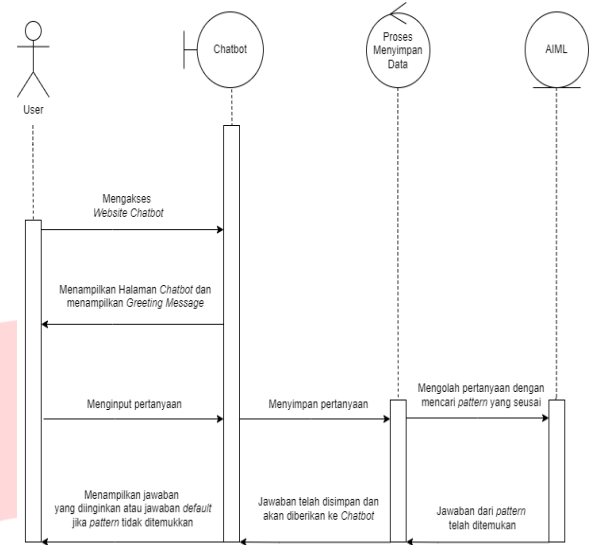 Chatbot
Proses
Menyimpan
Data
AIML
User
Mengakses
Website Chatbot
Menampilkan Halaman Chatbot dan
menampilkan Greeting Message
Menginput pertanyaan
Menyimpan pertanyaan
Mengolah pertanyaan dengan
mencari pattern yang seusai
Menampilkan jawaban
yang diinginkan atau jawaban default
jika pattern tidak ditemukkan
Jawaban telah disimpan dan
akan diberikan ke Chatbot
Jawaban dari pattern
telah ditemukan